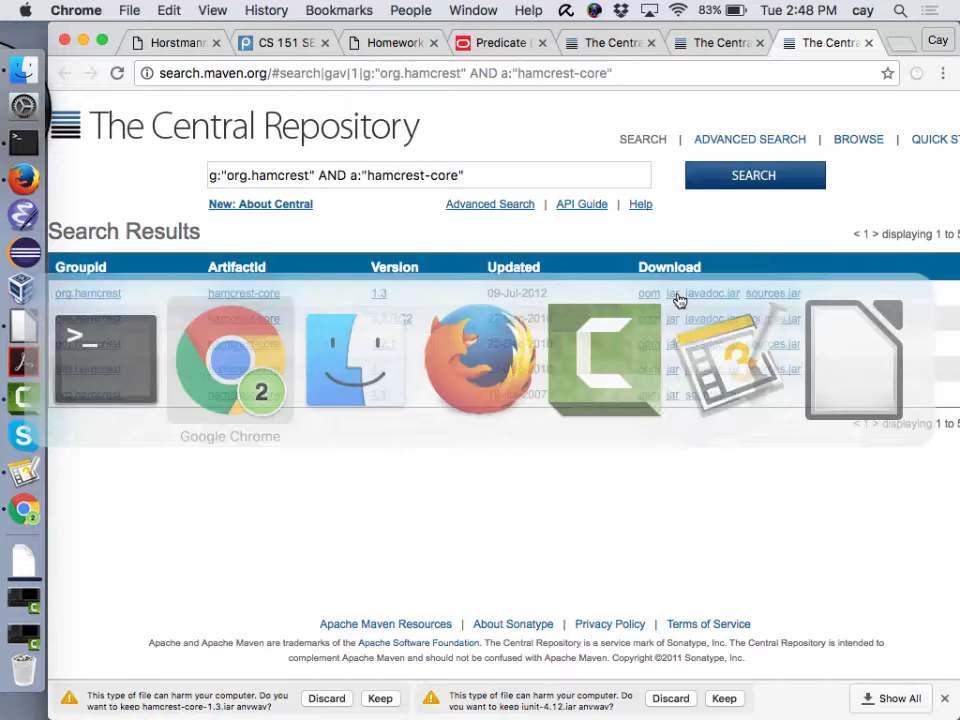 Chrome File Edit View History Bookmarks People Window Help 83% Tue 2:48 PM cay
Horstmann CS 151 SE Homework Predicate The Centra The Centra The Centra Cay
search.maven.org/#search|gav|1|g:"org.hamcrest" AND a:"hamcrest-core"
The Central Repository
SEARCH | ADVANCED SEARCH | BROWSE | QUICK ST
g:"org.hamcrest" AND a:"hamcrest-core" SEARCH
New: About Central Advanced Search | API Guide | Help
Search Results < 1 > displaying 1 to 5
GroupId ArtifactId Version Updated Download
org.hamcrest hamcrest-core 1.3 09-Jul-2012 pom jar javadoc.jar sources.jar
>_
2
3
Google Chrome
Apache Maven Resources | About Sonatype | Privacy Policy | Terms of Service
Apache and Apache Maven are trademarks of the Apache Software Foundation. The Central Repository is a service mark of Sonatype, Inc. The Central Repository is intended to
complement Apache Maven and should not be confused with Apache Maven. Copyright ©2011 Sonatype, Inc.
This type of file can harm your computer. Do you want to keep hamcrest-core-1.3.jar anyway? Discard Keep
This type of file can harm your computer. Do you want to keep junit-4.12.jar anyway? Discard Keep
Show All